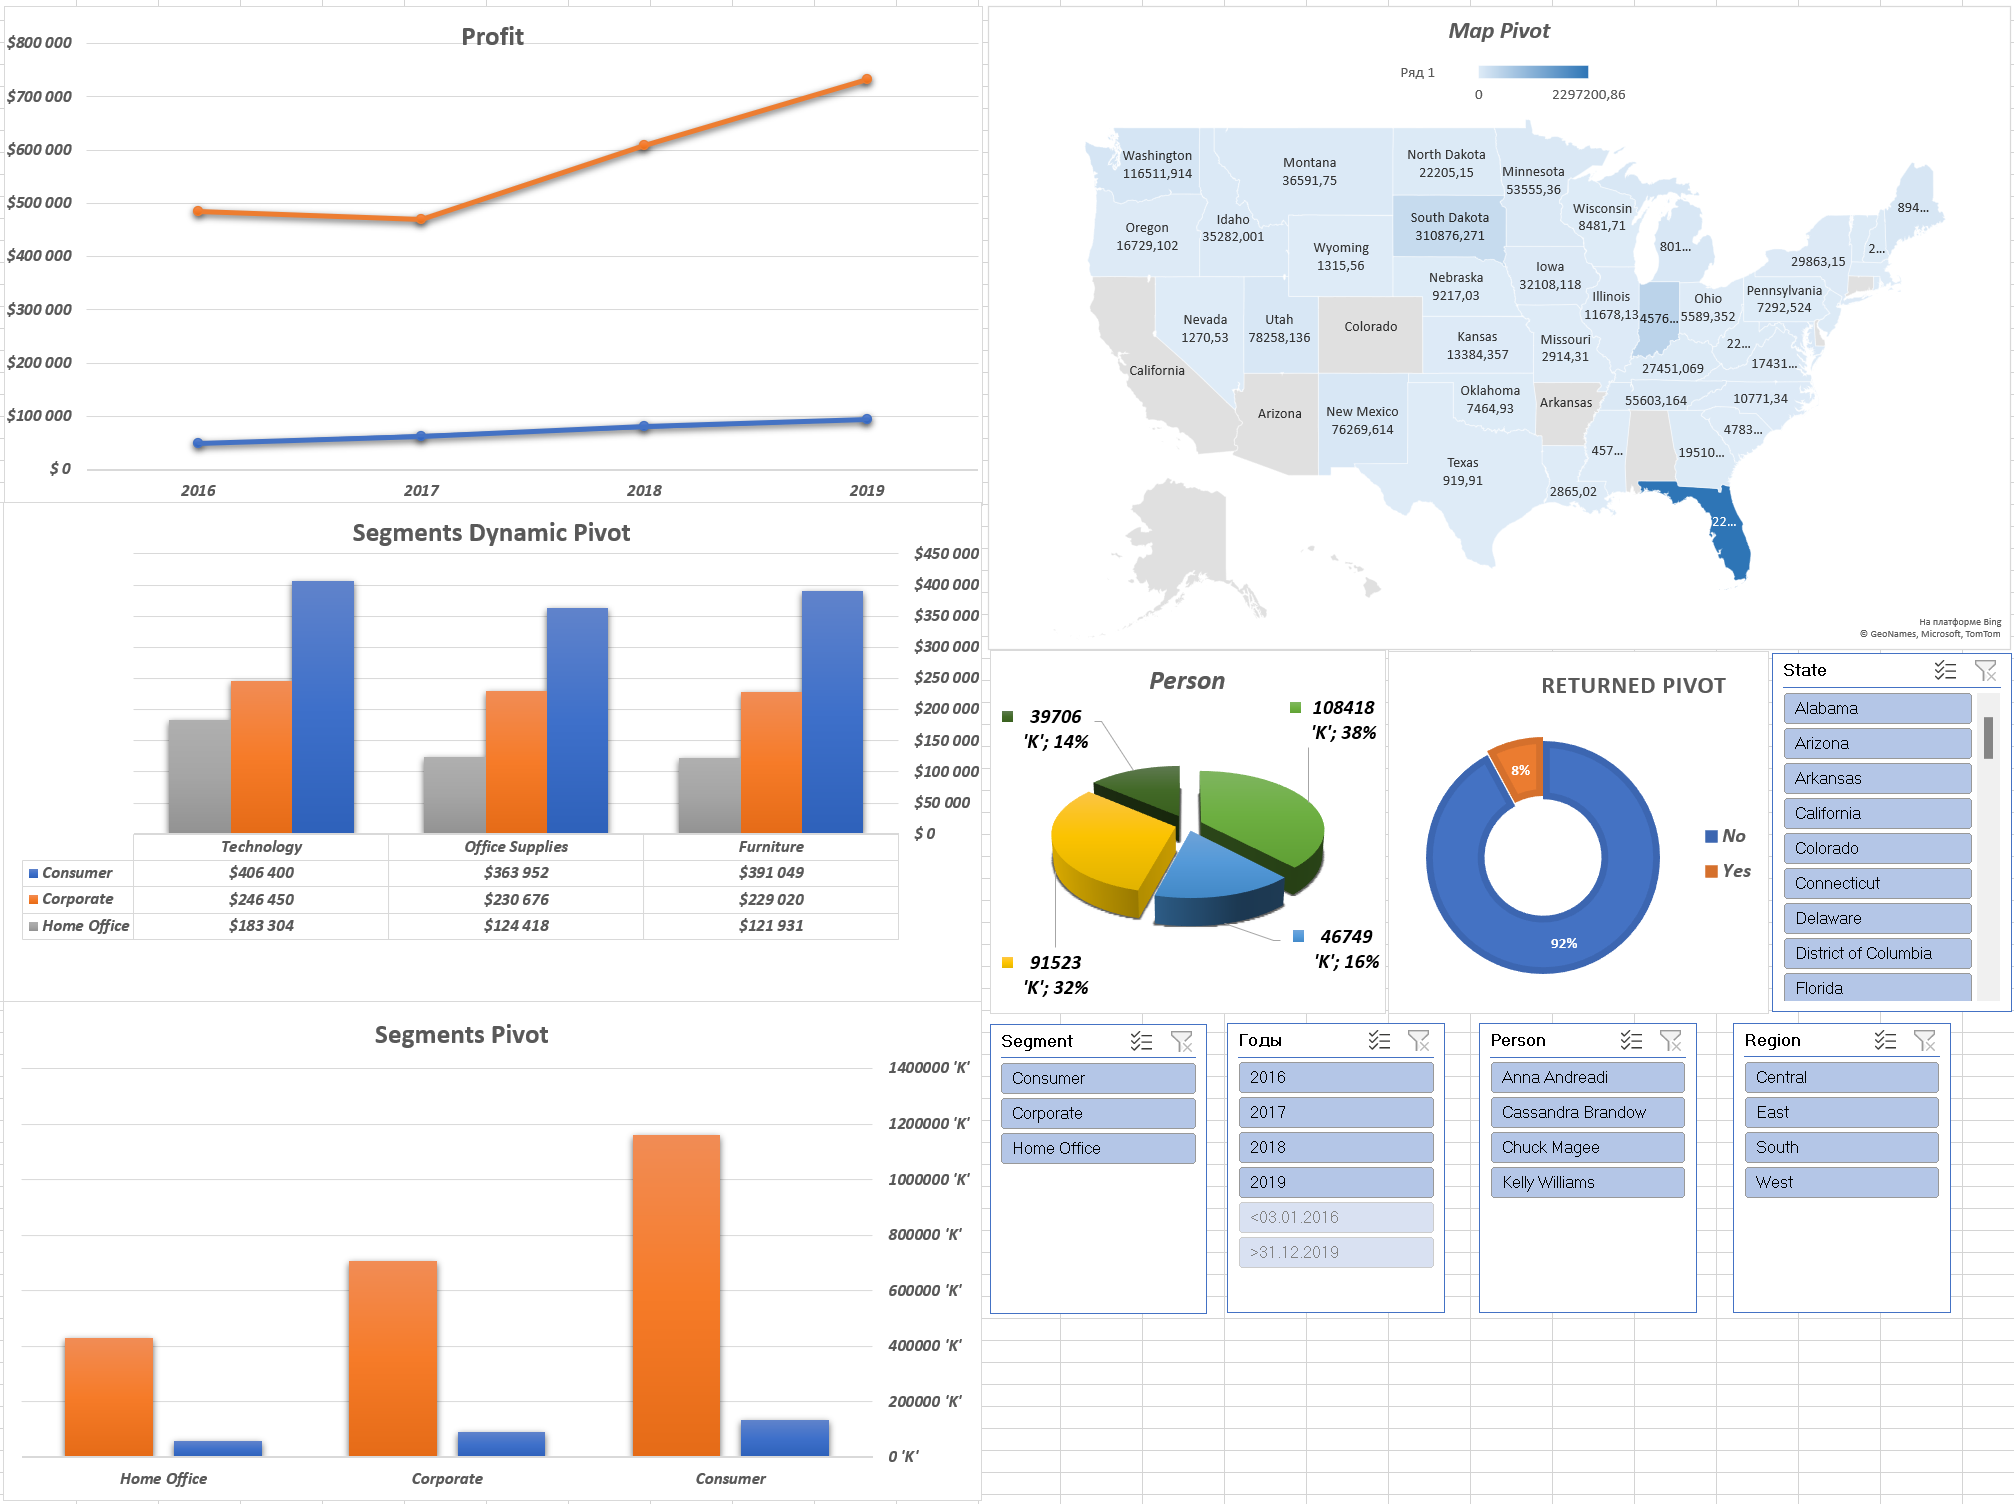 Profit
$800 000
$700 000
$600 000
$500 000
$400 000
$300 000
$200 000
$100 000
$ 0
2016 2017 2018 2019
Map Pivot
Ряд 1
0 2297200,86
Washington
116511,914
Montana
36591,75
North Dakota
22205,15
Minnesota
53555,36
Oregon
16729,102
Idaho
35282,001
Wyoming
1315,56
South Dakota
310876,271
Wisconsin
8481,71
801...
894...
2...
29863,15
Nebraska
9217,03
Iowa
32108,118
Illinois
11678,13
4576...
Ohio
5589,352
Pennsylvania
7292,524
Nevada
1270,53
Utah
78258,136
Colorado
Kansas
13384,357
Missouri
2914,31
22...
17431...
27451,069
California
Arizona
New Mexico
76269,614
Oklahoma
7464,93
Arkansas
55603,164
10771,34
4783...
457...
19510...
Texas
919,91
2865,02
22...
На платформе Bing
© GeoNames, Microsoft, TomTom
Segments Dynamic Pivot
$450 000
$400 000
$350 000
$300 000
$250 000
$200 000
$150 000
$100 000
$50 000
$ 0
Technology Office Supplies Furniture
Consumer $406 400 $363 952 $391 049
Corporate $246 450 $230 676 $229 020
Home Office $183 304 $124 418 $121 931
Person
39706
'K'; 14%
108418
'K'; 38%
91523
'K'; 32%
46749
'K'; 16%
RETURNED PIVOT
8%
92%
No
Yes
State
Alabama
Arizona
Arkansas
California
Colorado
Connecticut
Delaware
District of Columbia
Florida
Segments Pivot
1400000 'K'
1200000 'K'
1000000 'K'
800000 'K'
600000 'K'
400000 'K'
200000 'K'
0 'K'
Home Office Corporate Consumer
Segment
Consumer
Corporate
Home Office
Годы
2016
2017
2018
2019
<03.01.2016
>31.12.2019
Person
Anna Andreadi
Cassandra Brandow
Chuck Magee
Kelly Williams
Region
Central
East
South
West